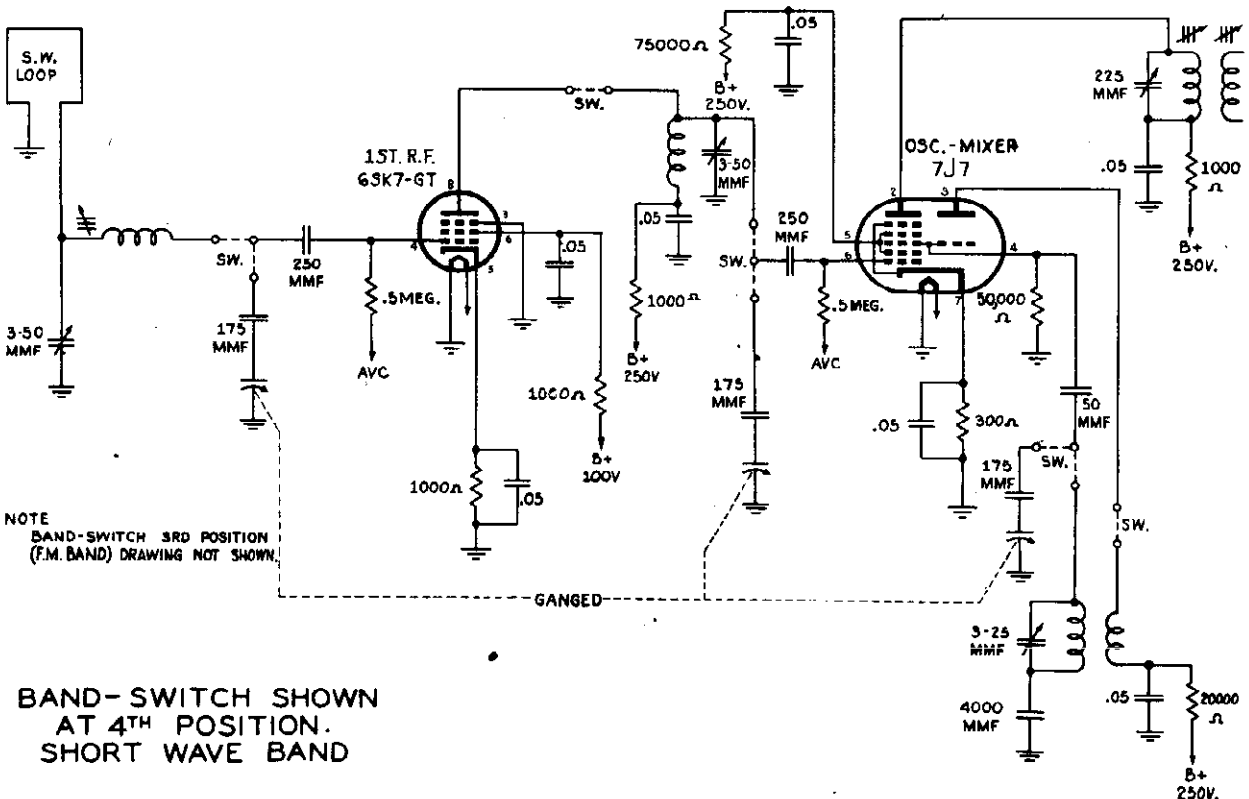 S.W.
LOOP
3-50
MMF
SW.
175
MMF
250
MMF
.5 MEG.
AVC
1ST. R.F.
6SK7-GT
8
3
6
4
5
.05
1000Ω
.05
1000Ω
B+
100V
SW.
75000Ω
B+
250V.
.05
3-50
MMF
.05
1000Ω
B+
250V
SW.
250
MMF
.5 MEG.
AVC
175
MMF
OSC.-MIXER
7J7
2
3
5
6
4
7
50,000
Ω
.05
300Ω
50
MMF
SW.
175
MMF
225
MMF
.05
1000
Ω
B+
250V.
SW.
3-25
MMF
4000
MMF
.05
20000
Ω
B+
250V.
GANGED
NOTE
BAND-SWITCH 3RD POSITION
(F.M. BAND) DRAWING NOT SHOWN.
BAND-SWITCH SHOWN
AT 4TH POSITION.
SHORT WAVE BAND